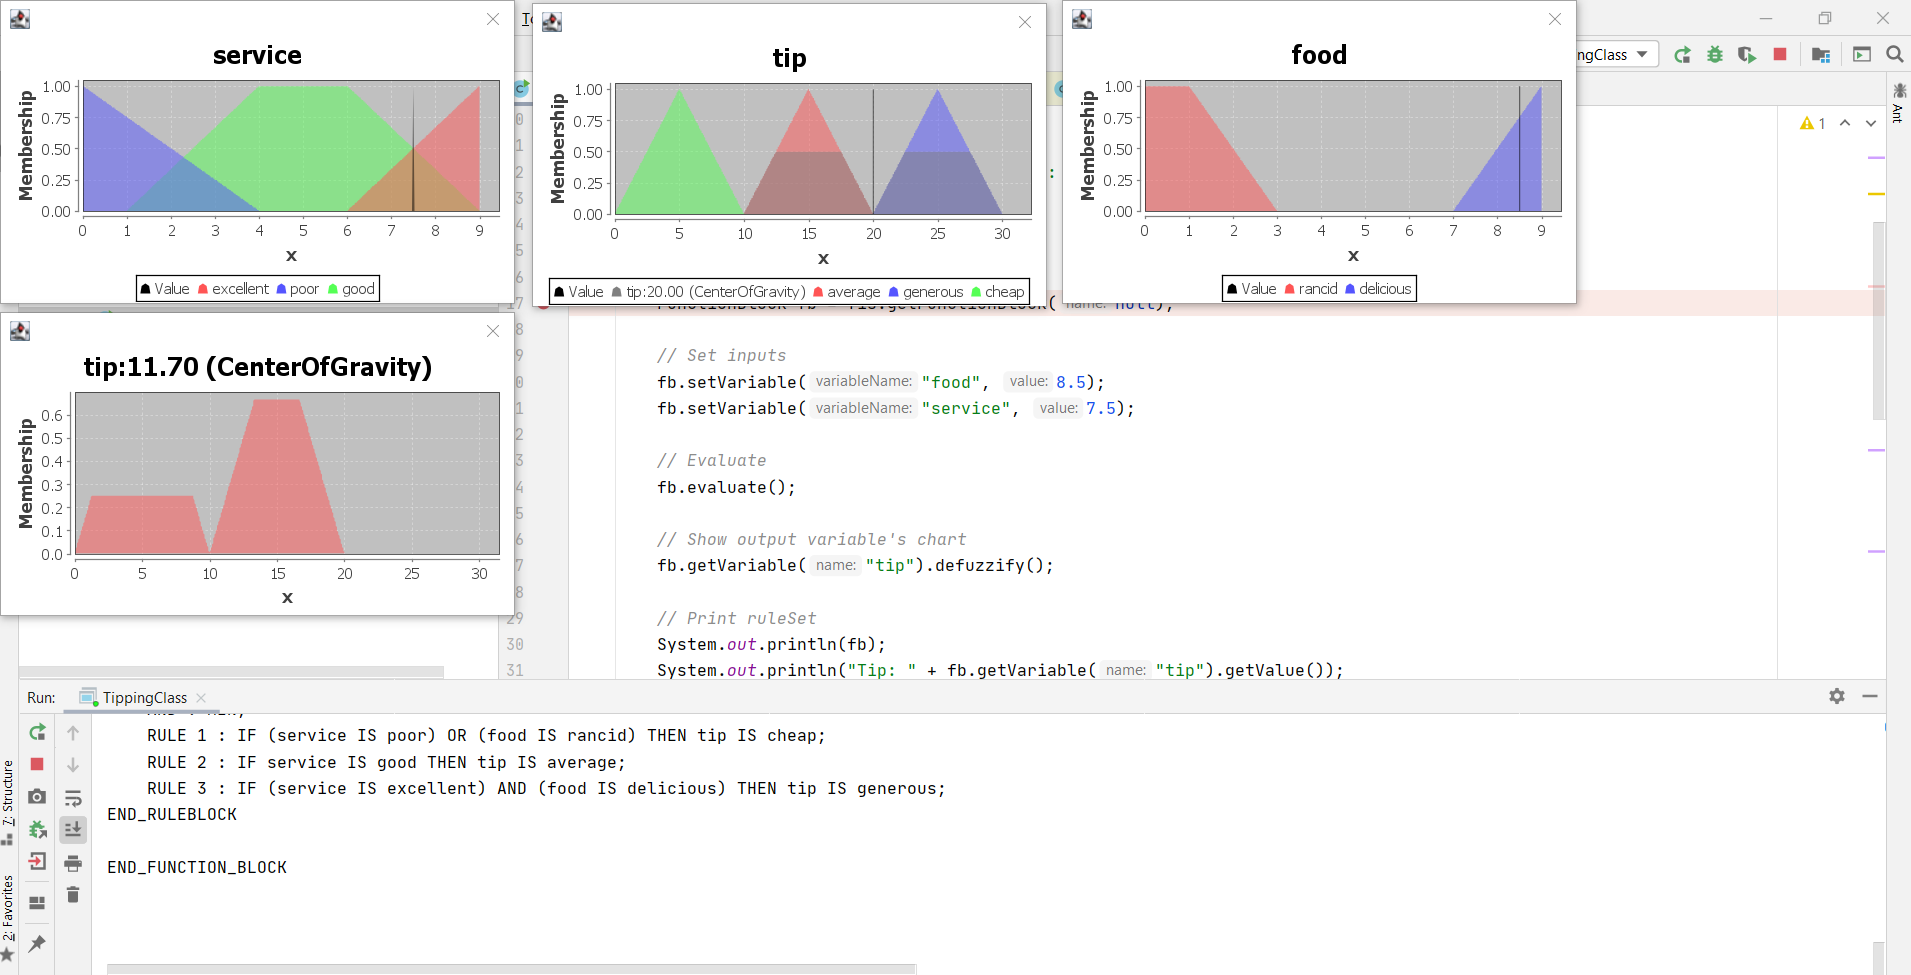 service
1.00
0.75
0.50
0.25
0.00
Membership
0 1 2 3 4 5 6 7 8 9
x
Value excellent poor good
tip
1.00
0.75
0.50
0.25
0.00
Membership
0 5 10 15 20 25 30
x
Value tip:20.00 (CenterOfGravity) average generous cheap
food
1.00
0.75
0.50
0.25
0.00
Membership
0 1 2 3 4 5 6 7 8 9
x
Value rancid delicious
ngClass
1
Ant
tip:11.70 (CenterOfGravity)
0.6
0.5
0.4
0.3
0.2
0.1
0.0
Membership
0 5 10 15 20 25 30
x
// Set inputs
fb.setVariable( variableName: "food", value: 8.5);
fb.setVariable( variableName: "service", value: 7.5);
// Evaluate
fb.evaluate();
// Show output variable's chart
fb.getVariable( name: "tip").defuzzify();
29 // Print ruleSet
30 System.out.println(fb);
31 System.out.println("Tip: " + fb.getVariable( name: "tip").getValue());
Run: TippingClass
RULE 1 : IF (service IS poor) OR (food IS rancid) THEN tip IS cheap;
RULE 2 : IF service IS good THEN tip IS average;
RULE 3 : IF (service IS excellent) AND (food IS delicious) THEN tip IS generous;
END_RULEBLOCK
END_FUNCTION_BLOCK
7: Structure
2: Favorites